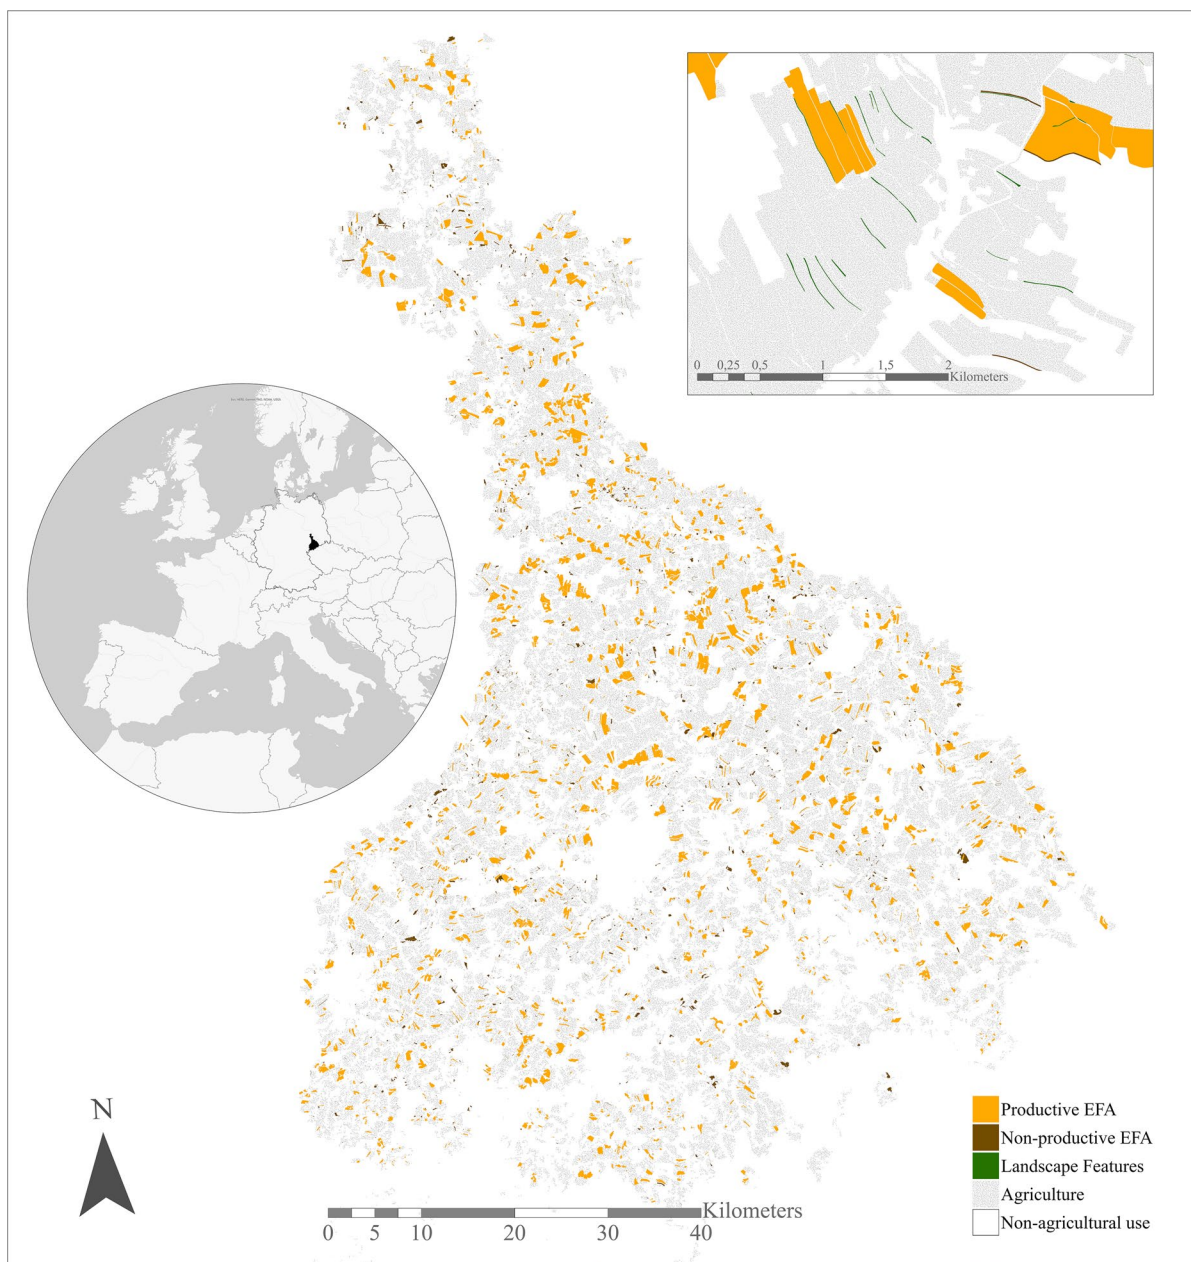 0 0,25 0,5 1 1,5 2
Kilometers
N
Productive EFA
Non-productive EFA
Landscape Features
Agriculture
Non-agricultural use
Kilometers
0 5 10 20 30 40